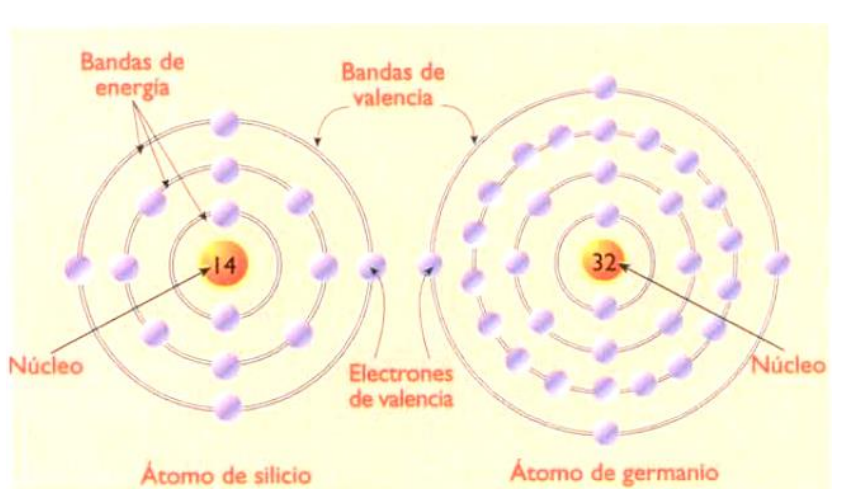 Bandas de
energía
Bandas de
valencia
14
32
Núcleo
Electrones
de valencia
Núcleo
Átomo de silicio
Átomo de germanio